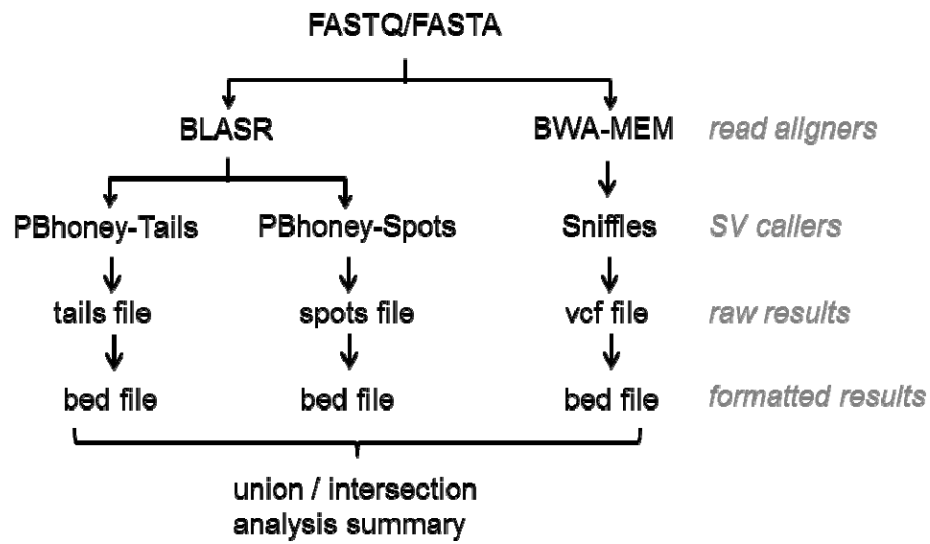 FASTQ/FASTA
BLASR BWA-MEM read aligners
PBhoney-Tails PBhoney-Spots Sniffles SV callers
tails file spots file vcf file raw results
bed file bed file bed file formatted results
union / intersection
analysis summary